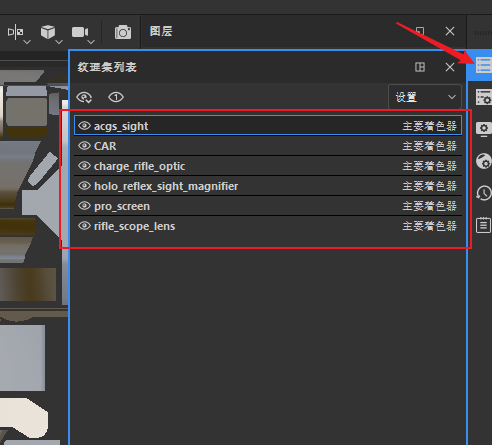 图层
纹理集列表
1
设置
acgs_sight 主要着色器
CAR 主要着色器
charge_rifle_optic 主要着色器
holo_reflex_sight_magnifier 主要着色器
pro_screen 主要着色器
rifle_scope_lens 主要着色器